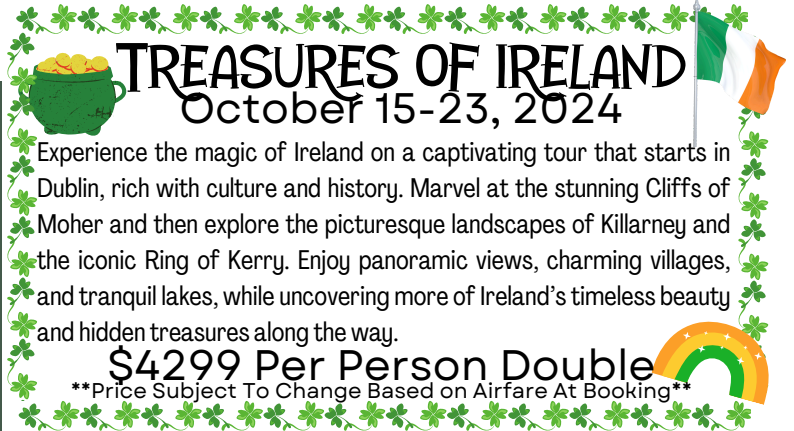 TREASURES OF IRELAND
October 15-23, 2024
Experience the magic of Ireland on a captivating tour that starts in
Dublin, rich with culture and history. Marvel at the stunning Cliffs of
Moher and then explore the picturesque landscapes of Killarney and
the iconic Ring of Kerry. Enjoy panoramic views, charming villages,
and tranquil lakes, while uncovering more of Ireland's timeless beauty
and hidden treasures along the way.
$4299 Per Person Double
**Price Subject To Change Based on Airfare At Booking**